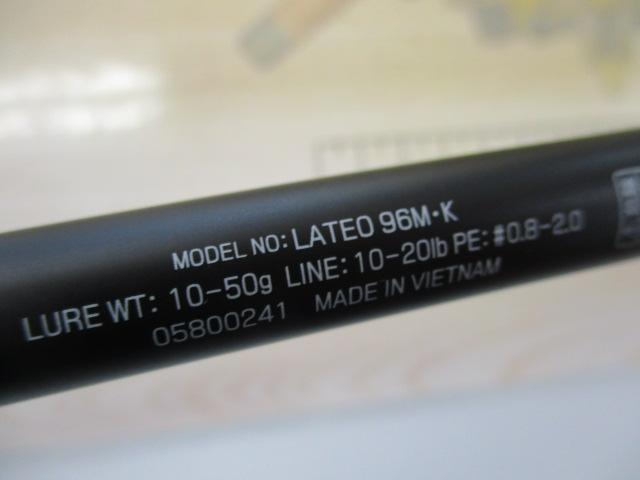 MODEL NO: LATEO 96M・K
LURE WT: 10-50g LINE: 10-20lb PE: #0.8-2.0
05800241 MADE IN VIETNAM